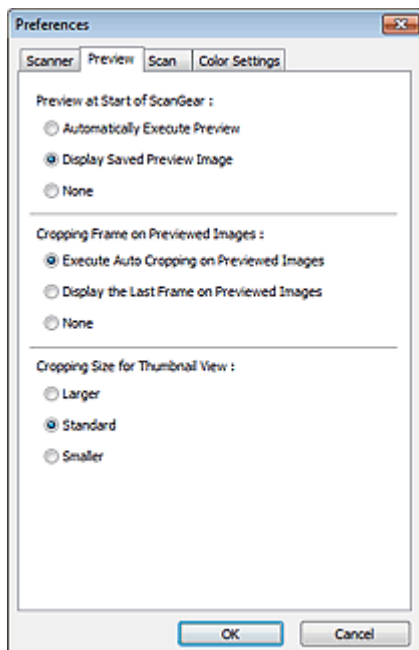 Preferences
Scanner Preview Scan Color Settings
Preview at Start of ScanGear :
Automatically Execute Preview
Display Saved Preview Image
None
Cropping Frame on Previewed Images :
Execute Auto Cropping on Previewed Images
Display the Last Frame on Previewed Images
None
Cropping Size for Thumbnail View :
Larger
Standard
Smaller
OK Cancel